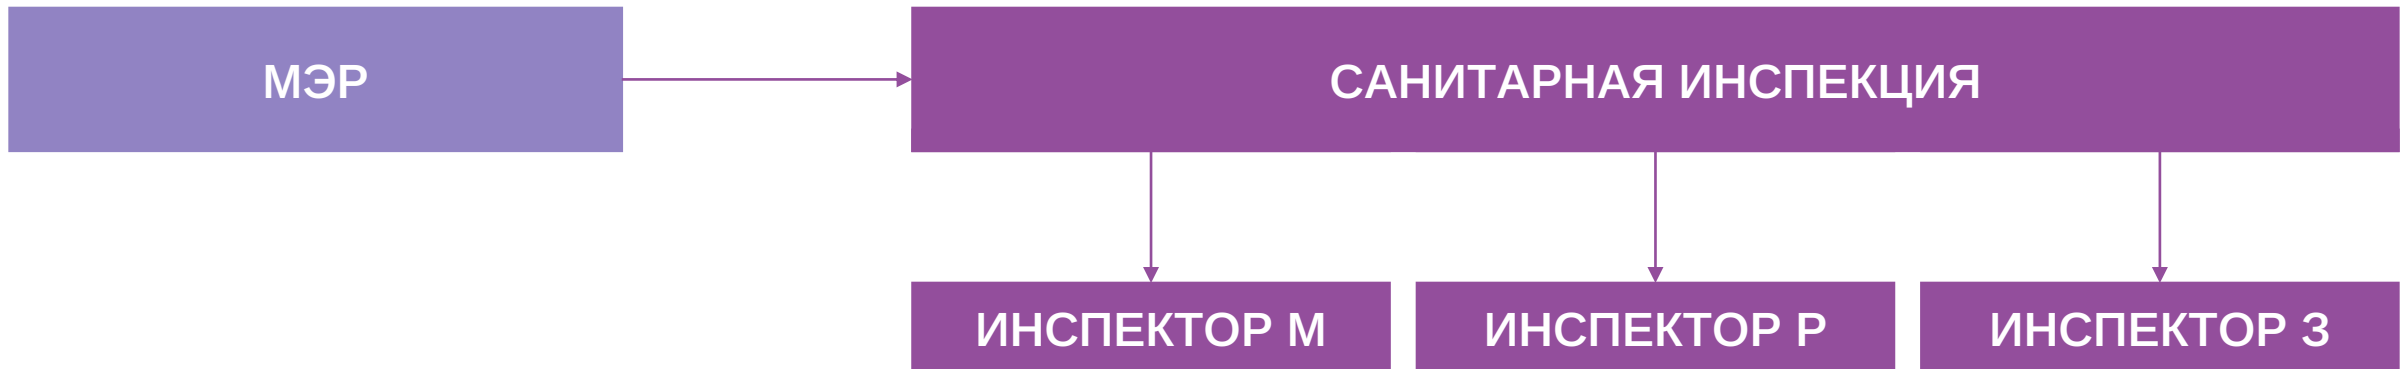 МЭР
САНИТАРНАЯ ИНСПЕКЦИЯ
ИНСПЕКТОР М
ИНСПЕКТОР Р
ИНСПЕКТОР З